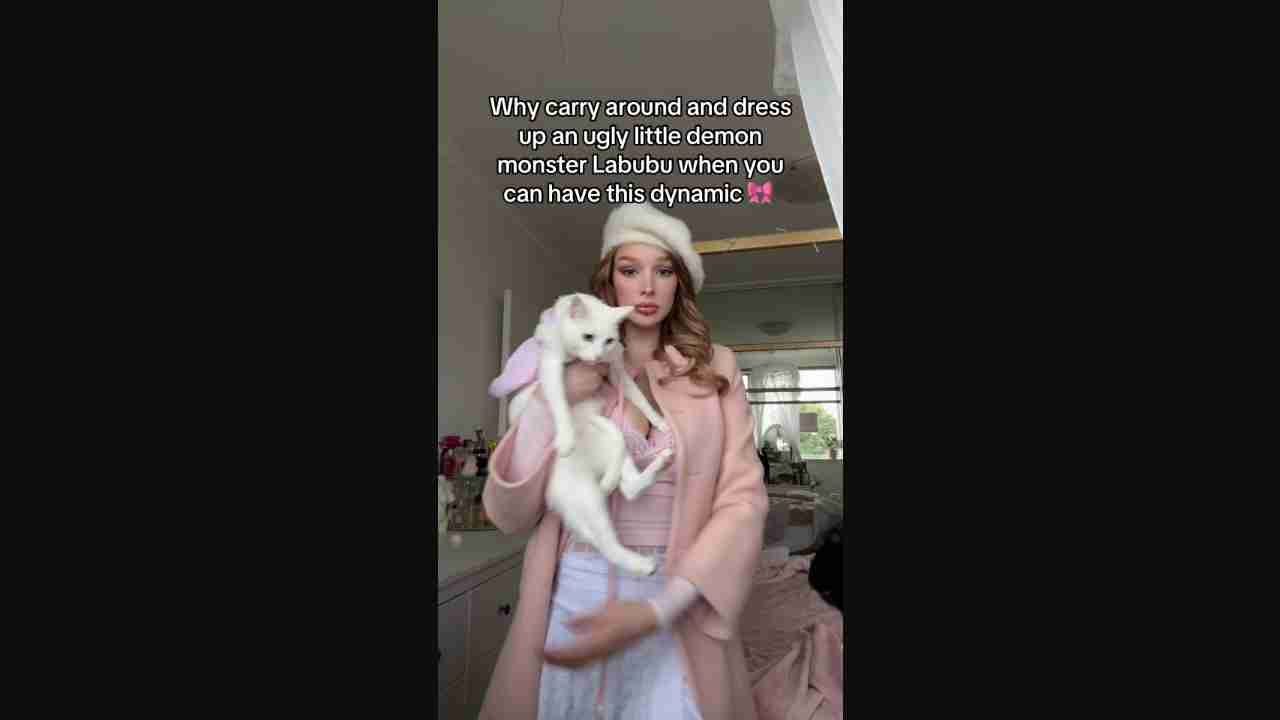 Why carry around and dress
up an ugly little demon
monster Labubu when you
can have this dynamic 🎀